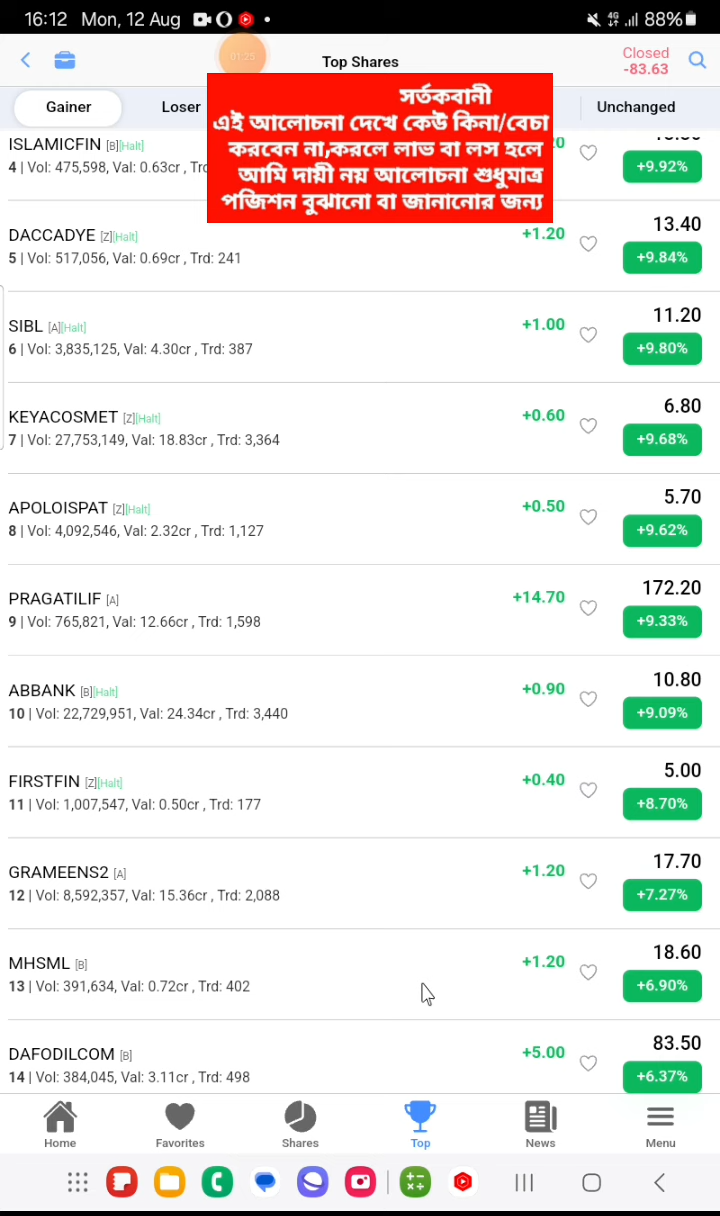 16:12 Mon, 12 Aug
4G 88%
01:25
Top Shares
Closed
-83.63
Gainer
Loser
Unchanged
সর্তকবানী
এই আলোচনা দেখে কেউ কিনা/বেচা
করবেন না,করলে লাভ বা লস হলে
আমি দায়ী নয় আলোচনা শুধুমাত্র
পজিশন বুঝানো বা জানানোর জন্য
ISLAMICFIN [B][Halt]
4 | Vol: 475,598, Val: 0.63cr,
+9.92%
DACCADYE [Z][Halt]
+1.20
13.40
5 | Vol: 517,056, Val: 0.69cr , Trd: 241
+9.84%
SIBL [A][Halt]
+1.00
11.20
6 | Vol: 3,835,125, Val: 4.30cr , Trd: 387
+9.80%
KEYACOSMET [Z][Halt]
+0.60
6.80
7 | Vol: 27,753,149, Val: 18.83cr , Trd: 3,364
+9.68%
APOLOISPAT [Z][Halt]
+0.50
5.70
8 | Vol: 4,092,546, Val: 2.32cr , Trd: 1,127
+9.62%
PRAGATILIF [A]
+14.70
172.20
9 | Vol: 765,821, Val: 12.66cr , Trd: 1,598
+9.33%
ABBANK [B][Halt]
+0.90
10.80
10 | Vol: 22,729,951, Val: 24.34cr , Trd: 3,440
+9.09%
FIRSTFIN [Z][Halt]
+0.40
5.00
11 | Vol: 1,007,547, Val: 0.50cr , Trd: 177
+8.70%
GRAMEENS2 [A]
+1.20
17.70
12 | Vol: 8,592,357, Val: 15.36cr , Trd: 2,088
+7.27%
MHSML [B]
+1.20
18.60
13 | Vol: 391,634, Val: 0.72cr , Trd: 402
+6.90%
DAFODILCOM [B]
+5.00
83.50
14 | Vol: 384,045, Val: 3.11cr , Trd: 498
+6.37%
Home
Favorites
Shares
Top
News
Menu